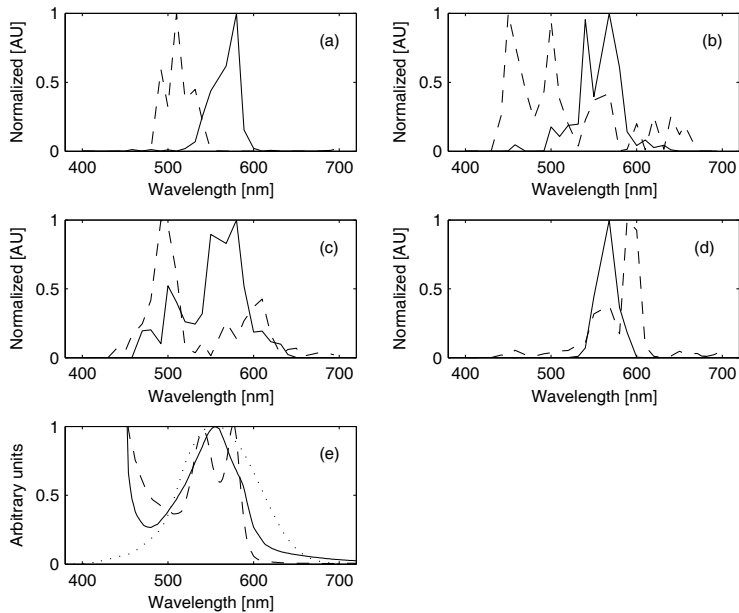 1
0.5
0
Normalized [AU]
(a)
400 500 600 700
Wavelength [nm]
1
0.5
0
Normalized [AU]
(b)
400 500 600 700
Wavelength [nm]
1
0.5
0
Normalized [AU]
(c)
400 500 600 700
Wavelength [nm]
1
0.5
0
Normalized [AU]
(d)
400 500 600 700
Wavelength [nm]
1
0.5
0
Arbitrary units
(e)
400 500 600 700
Wavelength [nm]